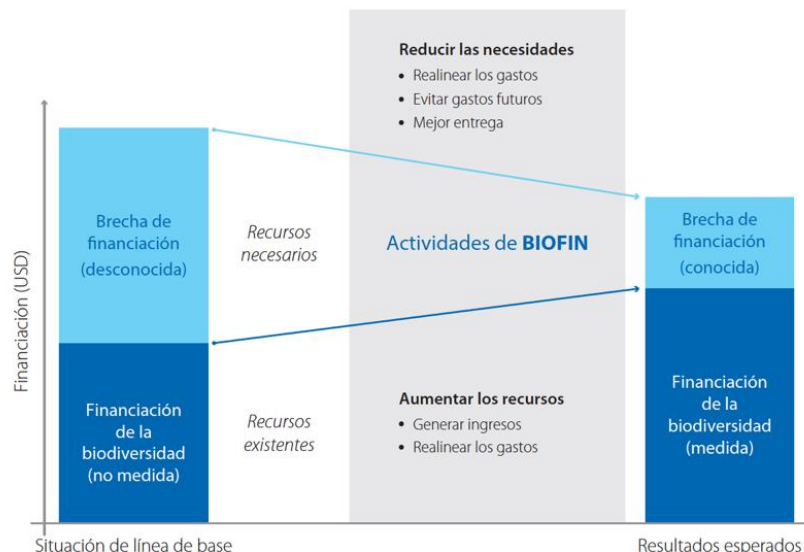 Reducir las necesidades
• Realinear los gastos
• Evitar gastos futuros
• Mejor entrega
Financiación (USD)
Brecha de
financiación
(desconocida)
Recursos
necesarios
Actividades de BIOFIN
Brecha de
financiación
(conocida)
Financiación
de la
biodiversidad
(no medida)
Recursos
existentes
Aumentar los recursos
• Generar ingresos
• Realinear los gastos
Financiación
de la
biodiversidad
(medida)
Situación de línea de base
Resultados esperados